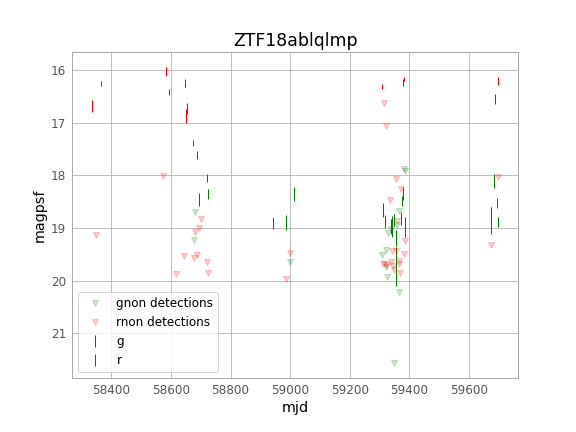 ZTF18ablqlmp
16
17
18
19
20
21
magpsf
gnon detections
rnon detections
g
r
58400 58600 58800 59000 59200 59400 59600
mjd